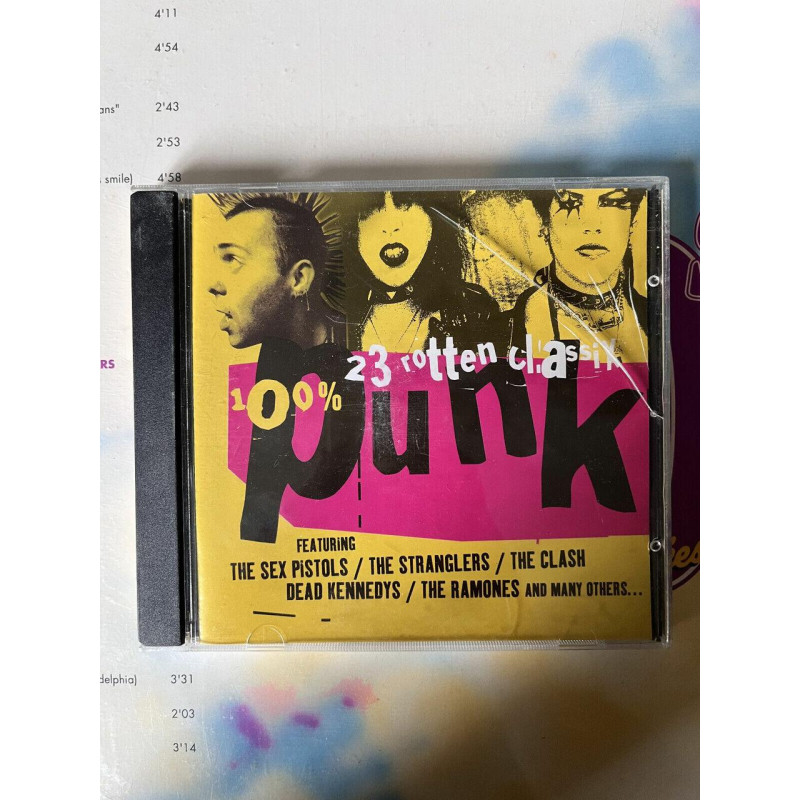 4'11
4'54
ans" 2'43
2'53
smile) 4'58
23 rotten classix
100%
punk
RS
FEATURING
THE SEX PISTOLS / THE STRANGLERS / THE CLASH
DEAD KENNEDYS / THE RAMONES AND MANY OTHERS...
delphia) 3'31
2'03
3'14